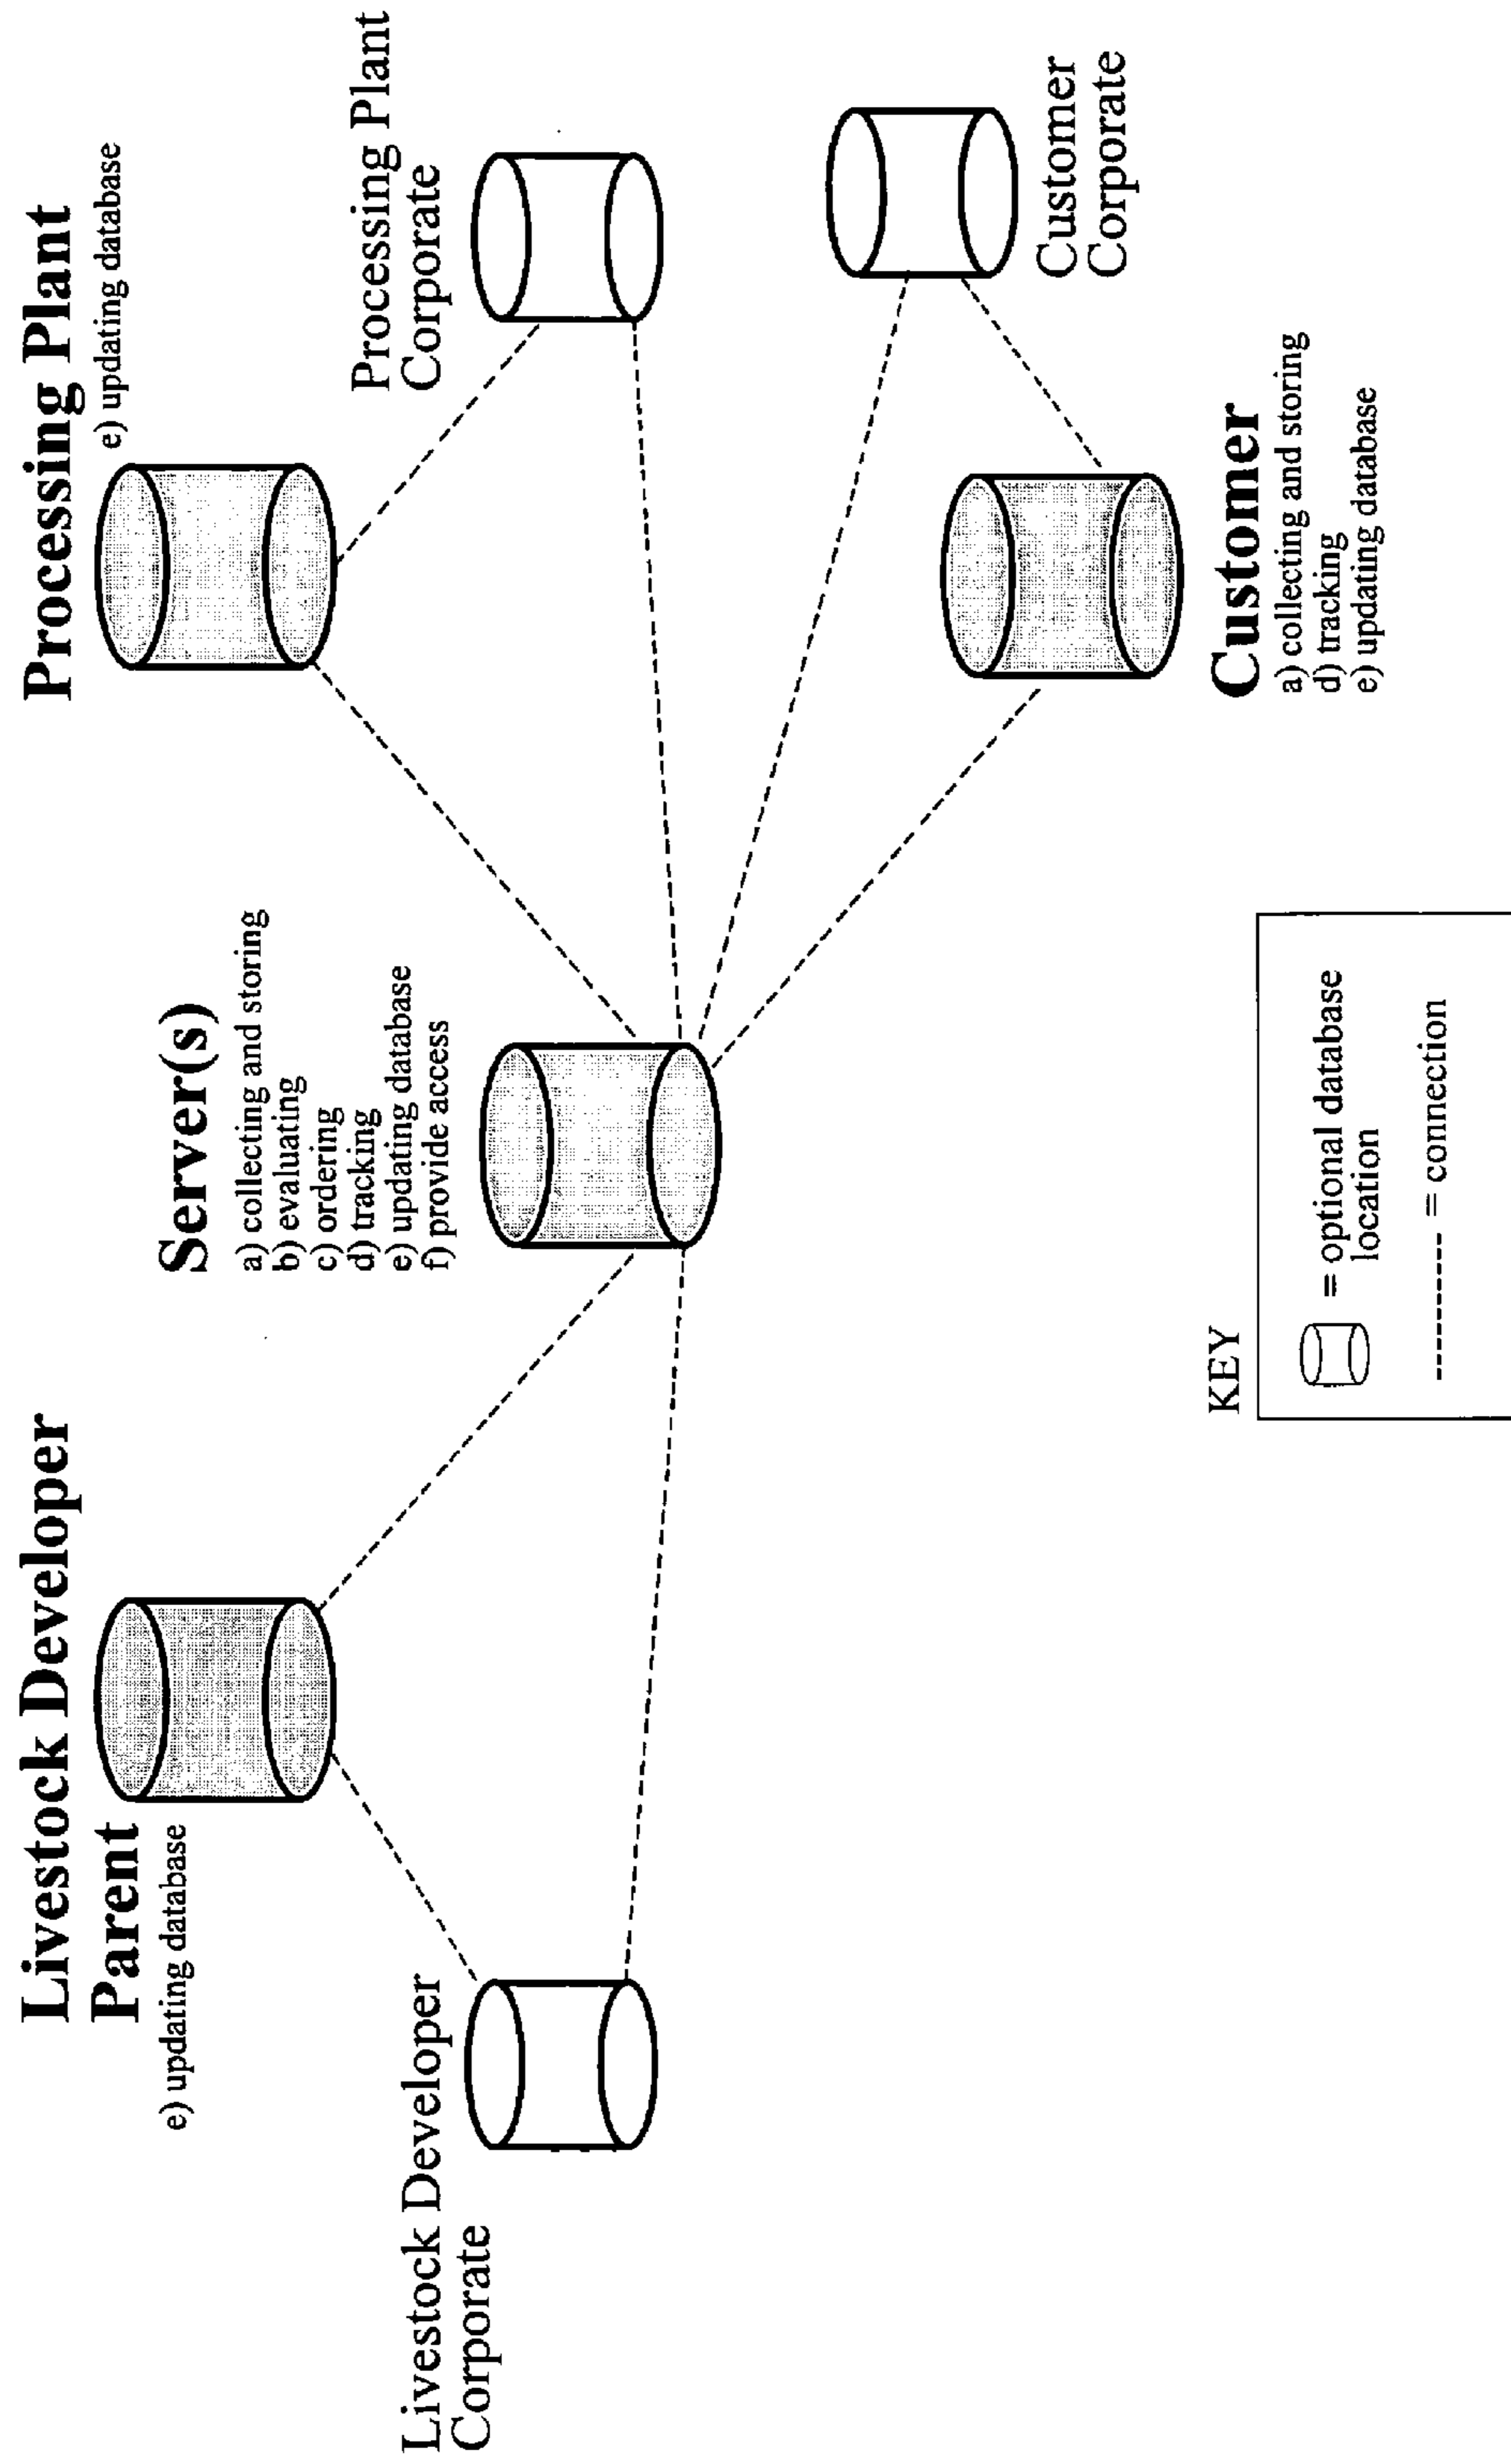 Livestock Developer
Parent
e) updating database
Livestock Developer
Corporate
Server(s)
a) collecting and storing
b) evaluating
c) ordering
d) tracking
e) updating database
f) provide access
Processing Plant
e) updating database
Processing Plant
Corporate
Customer
Corporate
Customer
a) collecting and storing
d) tracking
e) updating database
KEY
= optional database
location
= connection